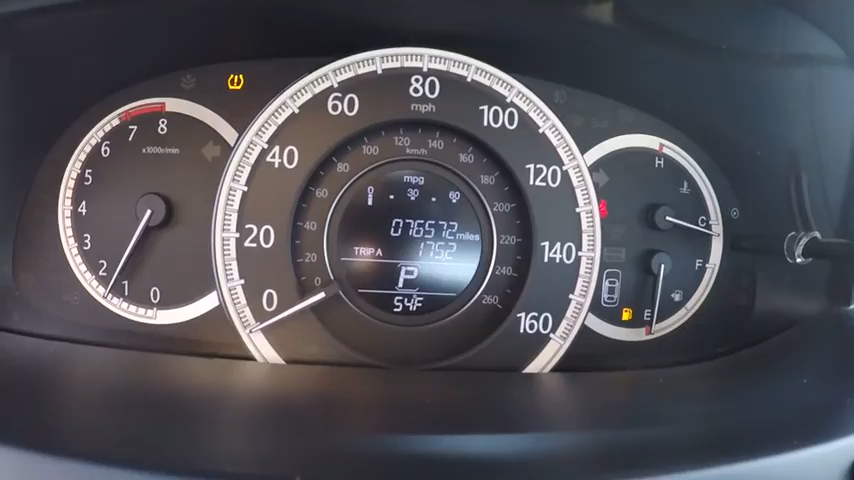 8
7
6
5
4
3
2
1
0
x1000r/min
0
20
40
60
80
100
120
140
160
mph
0
20
40
60
80
100
120
140
160
180
200
220
240
260
km/h
mpg
0 30 60
076572 miles
TRIP A 175.2
P
54°F
H
C
F
E